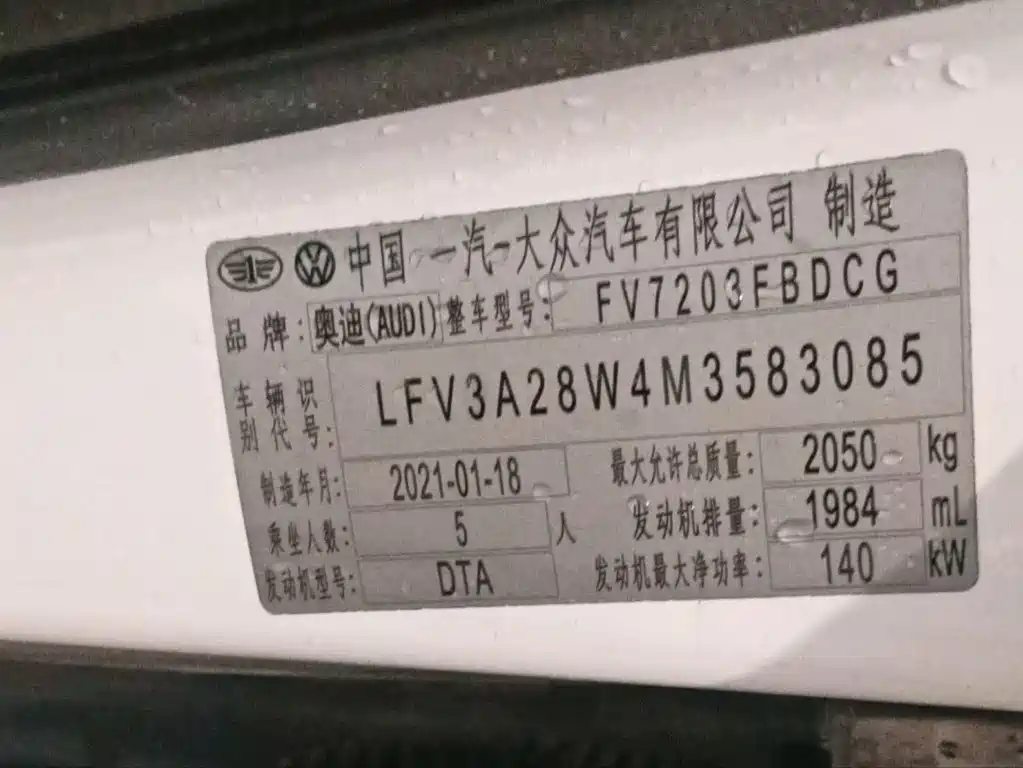 中国 一汽-大众汽车有限公司 制造
品牌: 奥迪(AUDI) 整车型号: FV7203FBDCG
车辆识别代号: LFV3A28W4M3583085
制造年月: 2021-01-18 最大允许总质量: 2050 kg
乘坐人数: 5 人 发动机排量: 1984 mL
发动机型号: DTA 发动机最大净功率: 140 kW